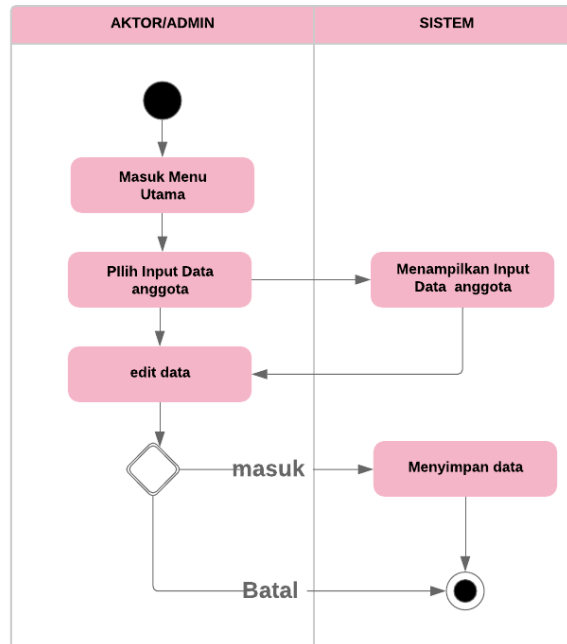 AKTOR/ADMIN
SISTEM
Masuk Menu
Utama
PIlih Input Data
anggota
Menampilkan Input
Data anggota
edit data
masuk
Menyimpan data
Batal